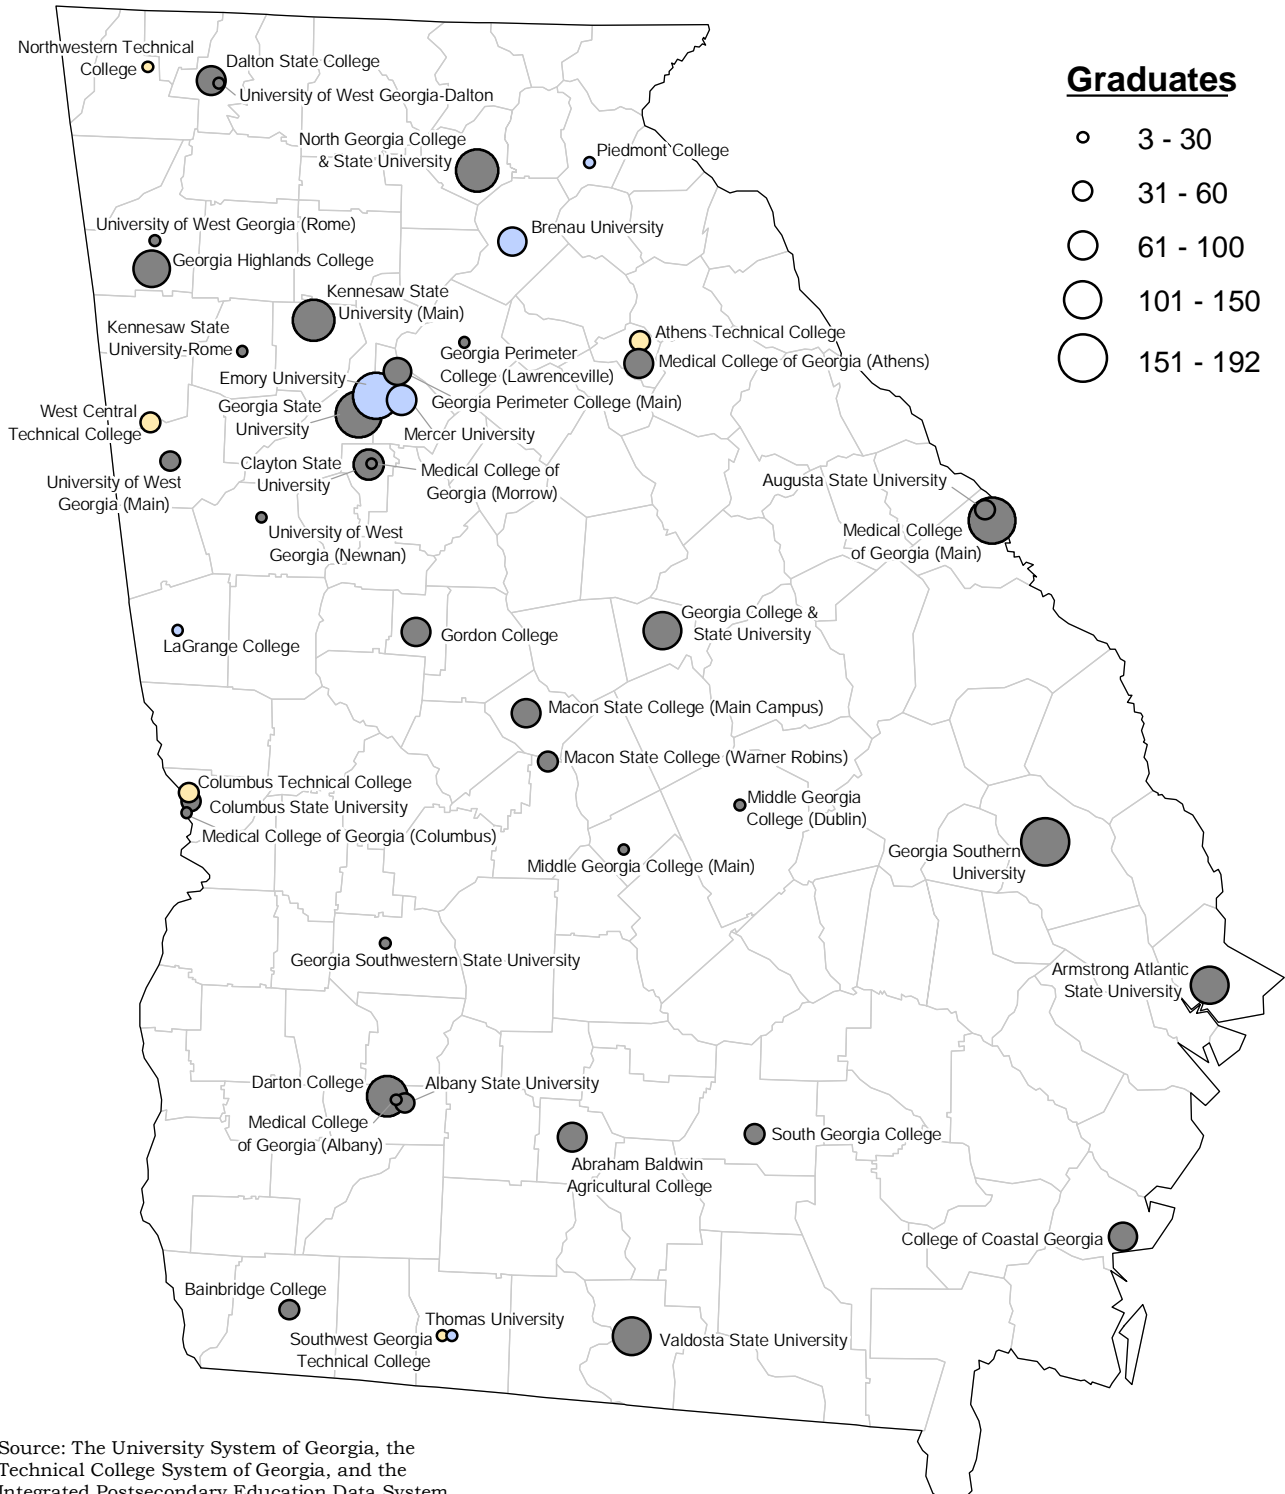 Northwestern Technical
College
Dalton State College
University of West Georgia-Dalton
Graduates
3 - 30
31 - 60
61 - 100
101 - 150
151 - 192
North Georgia College
& State University
Piedmont College
University of West Georgia (Rome)
Brenau University
Georgia Highlands College
Kennesaw State
University (Main)
Kennesaw State
University-Rome
Georgia Perimeter
College (Lawrenceville)
Athens Technical College
Medical College of Georgia (Athens)
Emory University
Georgia Perimeter College (Main)
Georgia State
University
Mercer University
West Central
Technical College
University of West
Georgia (Main)
Clayton State
University
Medical College of
Georgia (Morrow)
Augusta State University
Medical College
of Georgia (Main)
University of West
Georgia (Newnan)
LaGrange College
Gordon College
Georgia College &
State University
Macon State College (Main Campus)
Macon State College (Warner Robins)
Columbus Technical College
Columbus State University
Medical College of Georgia (Columbus)
Middle Georgia
College (Dublin)
Middle Georgia College (Main)
Georgia Southern
University
Georgia Southwestern State University
Armstrong Atlantic
State University
Darton College
Albany State University
Medical College
of Georgia (Albany)
South Georgia College
Abraham Baldwin
Agricultural College
College of Coastal Georgia
Bainbridge College
Thomas University
Southwest Georgia
Technical College
Valdosta State University
Source: The University System of Georgia, the
Technical College System of Georgia, and the
Integrated Postsecondary Education Data System